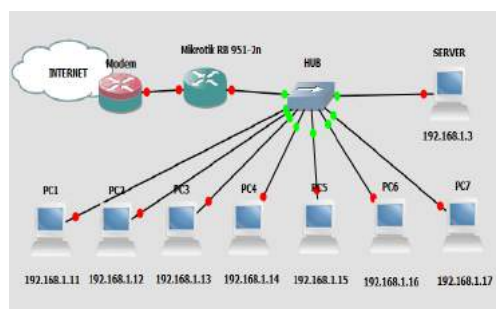 Mikrotik RB 951-2n
HUB
SERVER
Modem
INTERNET
192.168.1.3
PC1
PC2
PC3
PC4
PC5
PC6
PC7
192.168.1.11
192.168.1.12
192.168.1.13
192.168.1.14
192.168.1.15
192.168.1.16
192.168.1.17